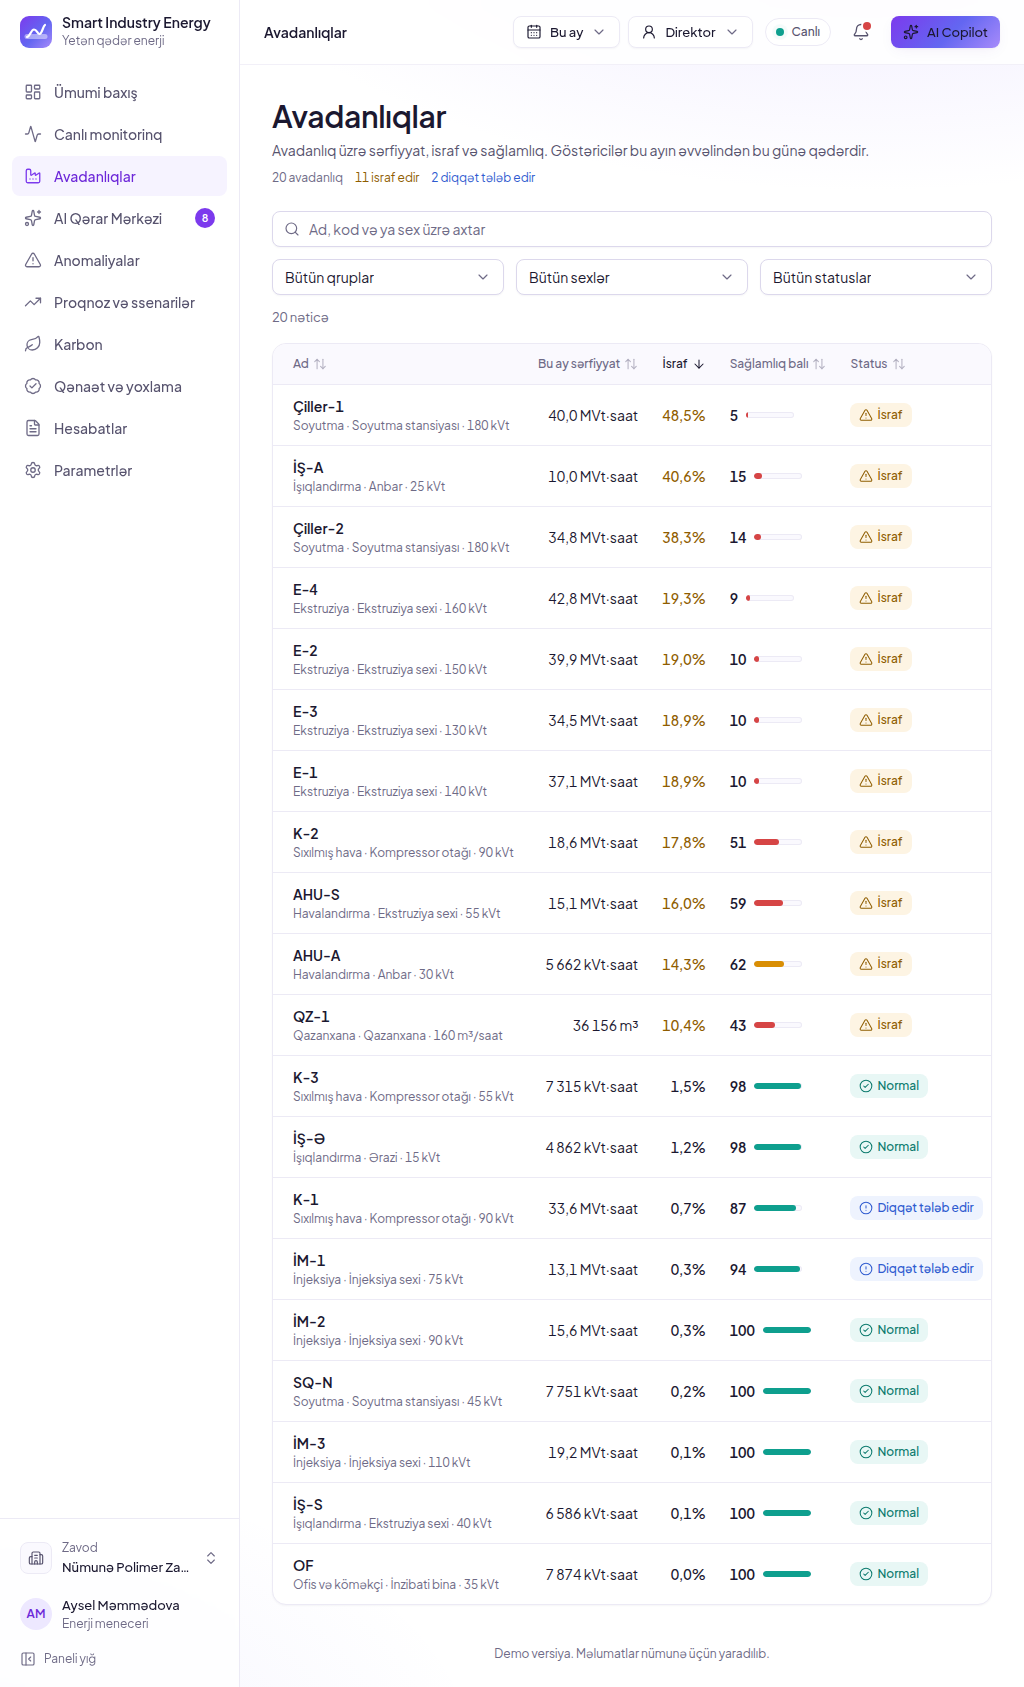 Smart Industry Energy
Yetən qədər enerji
Ümumi baxış
Canlı monitorinq
Avadanlıqlar
AI Qərar Mərkəzi 8
Anomaliyalar
Proqnoz və ssenarilər
Karbon
Qənaət və yoxlama
Hesabatlar
Parametrlər
Zavod
Nümunə Polimer Za...
AM
Aysel Məmmədova
Enerji meneceri
Paneli yığ
Avadanlıqlar Bu ay Direktor Canlı AI Copilot
Avadanlıqlar
Avadanlıq üzrə sərfiyyat, israf və sağlamlıq. Göstəricilər bu ayın əvvəlindən bu günə qədərdir.
20 avadanlıq 11 israf edir 2 diqqət tələb edir
Ad, kod və ya sex üzrə axtar
Bütün qruplar Bütün sexlər Bütün statuslar
20 nəticə
Ad Bu ay sərfiyyat İsraf Sağlamlıq balı Status
Çiller-1
Soyutma · Soyutma stansiyası · 180 kVt
40,0 MVt·saat 48,5% 5 İsraf
İŞ-A
İşıqlandırma · Anbar · 25 kVt
10,0 MVt·saat 40,6% 15 İsraf
Çiller-2
Soyutma · Soyutma stansiyası · 180 kVt
34,8 MVt·saat 38,3% 14 İsraf
E-4
Ekstruziya · Ekstruziya sexi · 160 kVt
42,8 MVt·saat 19,3% 9 İsraf
E-2
Ekstruziya · Ekstruziya sexi · 150 kVt
39,9 MVt·saat 19,0% 10 İsraf
E-3
Ekstruziya · Ekstruziya sexi · 130 kVt
34,5 MVt·saat 18,9% 10 İsraf
E-1
Ekstruziya · Ekstruziya sexi · 140 kVt
37,1 MVt·saat 18,9% 10 İsraf
K-2
Sıxılmış hava · Kompressor otağı · 90 kVt
18,6 MVt·saat 17,8% 51 İsraf
AHU-S
Havalandırma · Ekstruziya sexi · 55 kVt
15,1 MVt·saat 16,0% 59 İsraf
AHU-A
Havalandırma · Anbar · 30 kVt
5 662 kVt·saat 14,3% 62 İsraf
QZ-1
Qazanxana · Qazanxana · 160 m³/saat
36 156 m³ 10,4% 43 İsraf
K-3
Sıxılmış hava · Kompressor otağı · 55 kVt
7 315 kVt·saat 1,5% 98 Normal
İŞ-Ə
İşıqlandırma · Ərazi · 15 kVt
4 862 kVt·saat 1,2% 98 Normal
K-1
Sıxılmış hava · Kompressor otağı · 90 kVt
33,6 MVt·saat 0,7% 87 Diqqət tələb edir
İM-1
İnjeksiya · İnjeksiya sexi · 75 kVt
13,1 MVt·saat 0,3% 94 Diqqət tələb edir
İM-2
İnjeksiya · İnjeksiya sexi · 90 kVt
15,6 MVt·saat 0,3% 100 Normal
SQ-N
Soyutma · Soyutma stansiyası · 45 kVt
7 751 kVt·saat 0,2% 100 Normal
İM-3
İnjeksiya · İnjeksiya sexi · 110 kVt
19,2 MVt·saat 0,1% 100 Normal
İŞ-S
İşıqlandırma · Ekstruziya sexi · 40 kVt
6 586 kVt·saat 0,1% 100 Normal
OF
Ofis və köməkçi · İnzibati bina · 35 kVt
7 874 kVt·saat 0,0% 100 Normal
Demo versiya. Məlumatlar nümunə üçün yaradılıb.